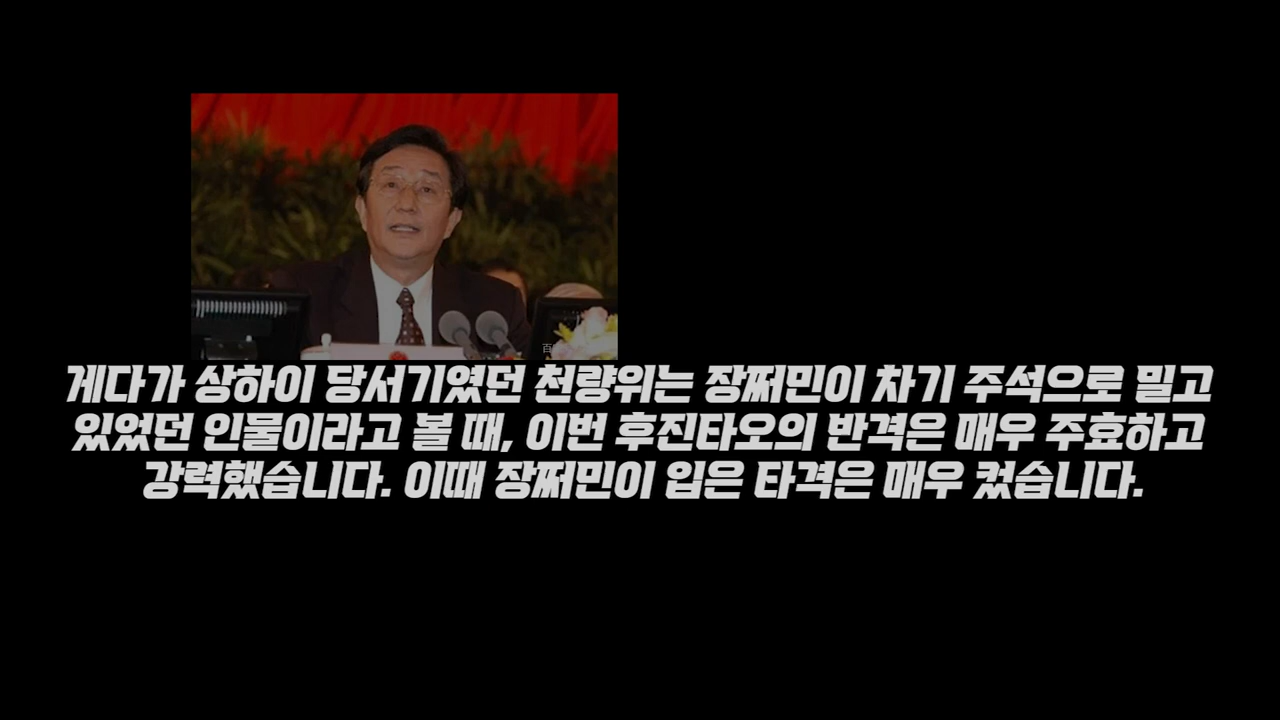 게다가 상하이 당서기였던 천량위는 장쩌민이 차기 주석으로 밀고
있었던 인물이라고 볼 때, 이번 후진타오의 반격은 매우 주효하고
강력했습니다. 이때 장쩌민이 입은 타격은 매우 컸습니다.